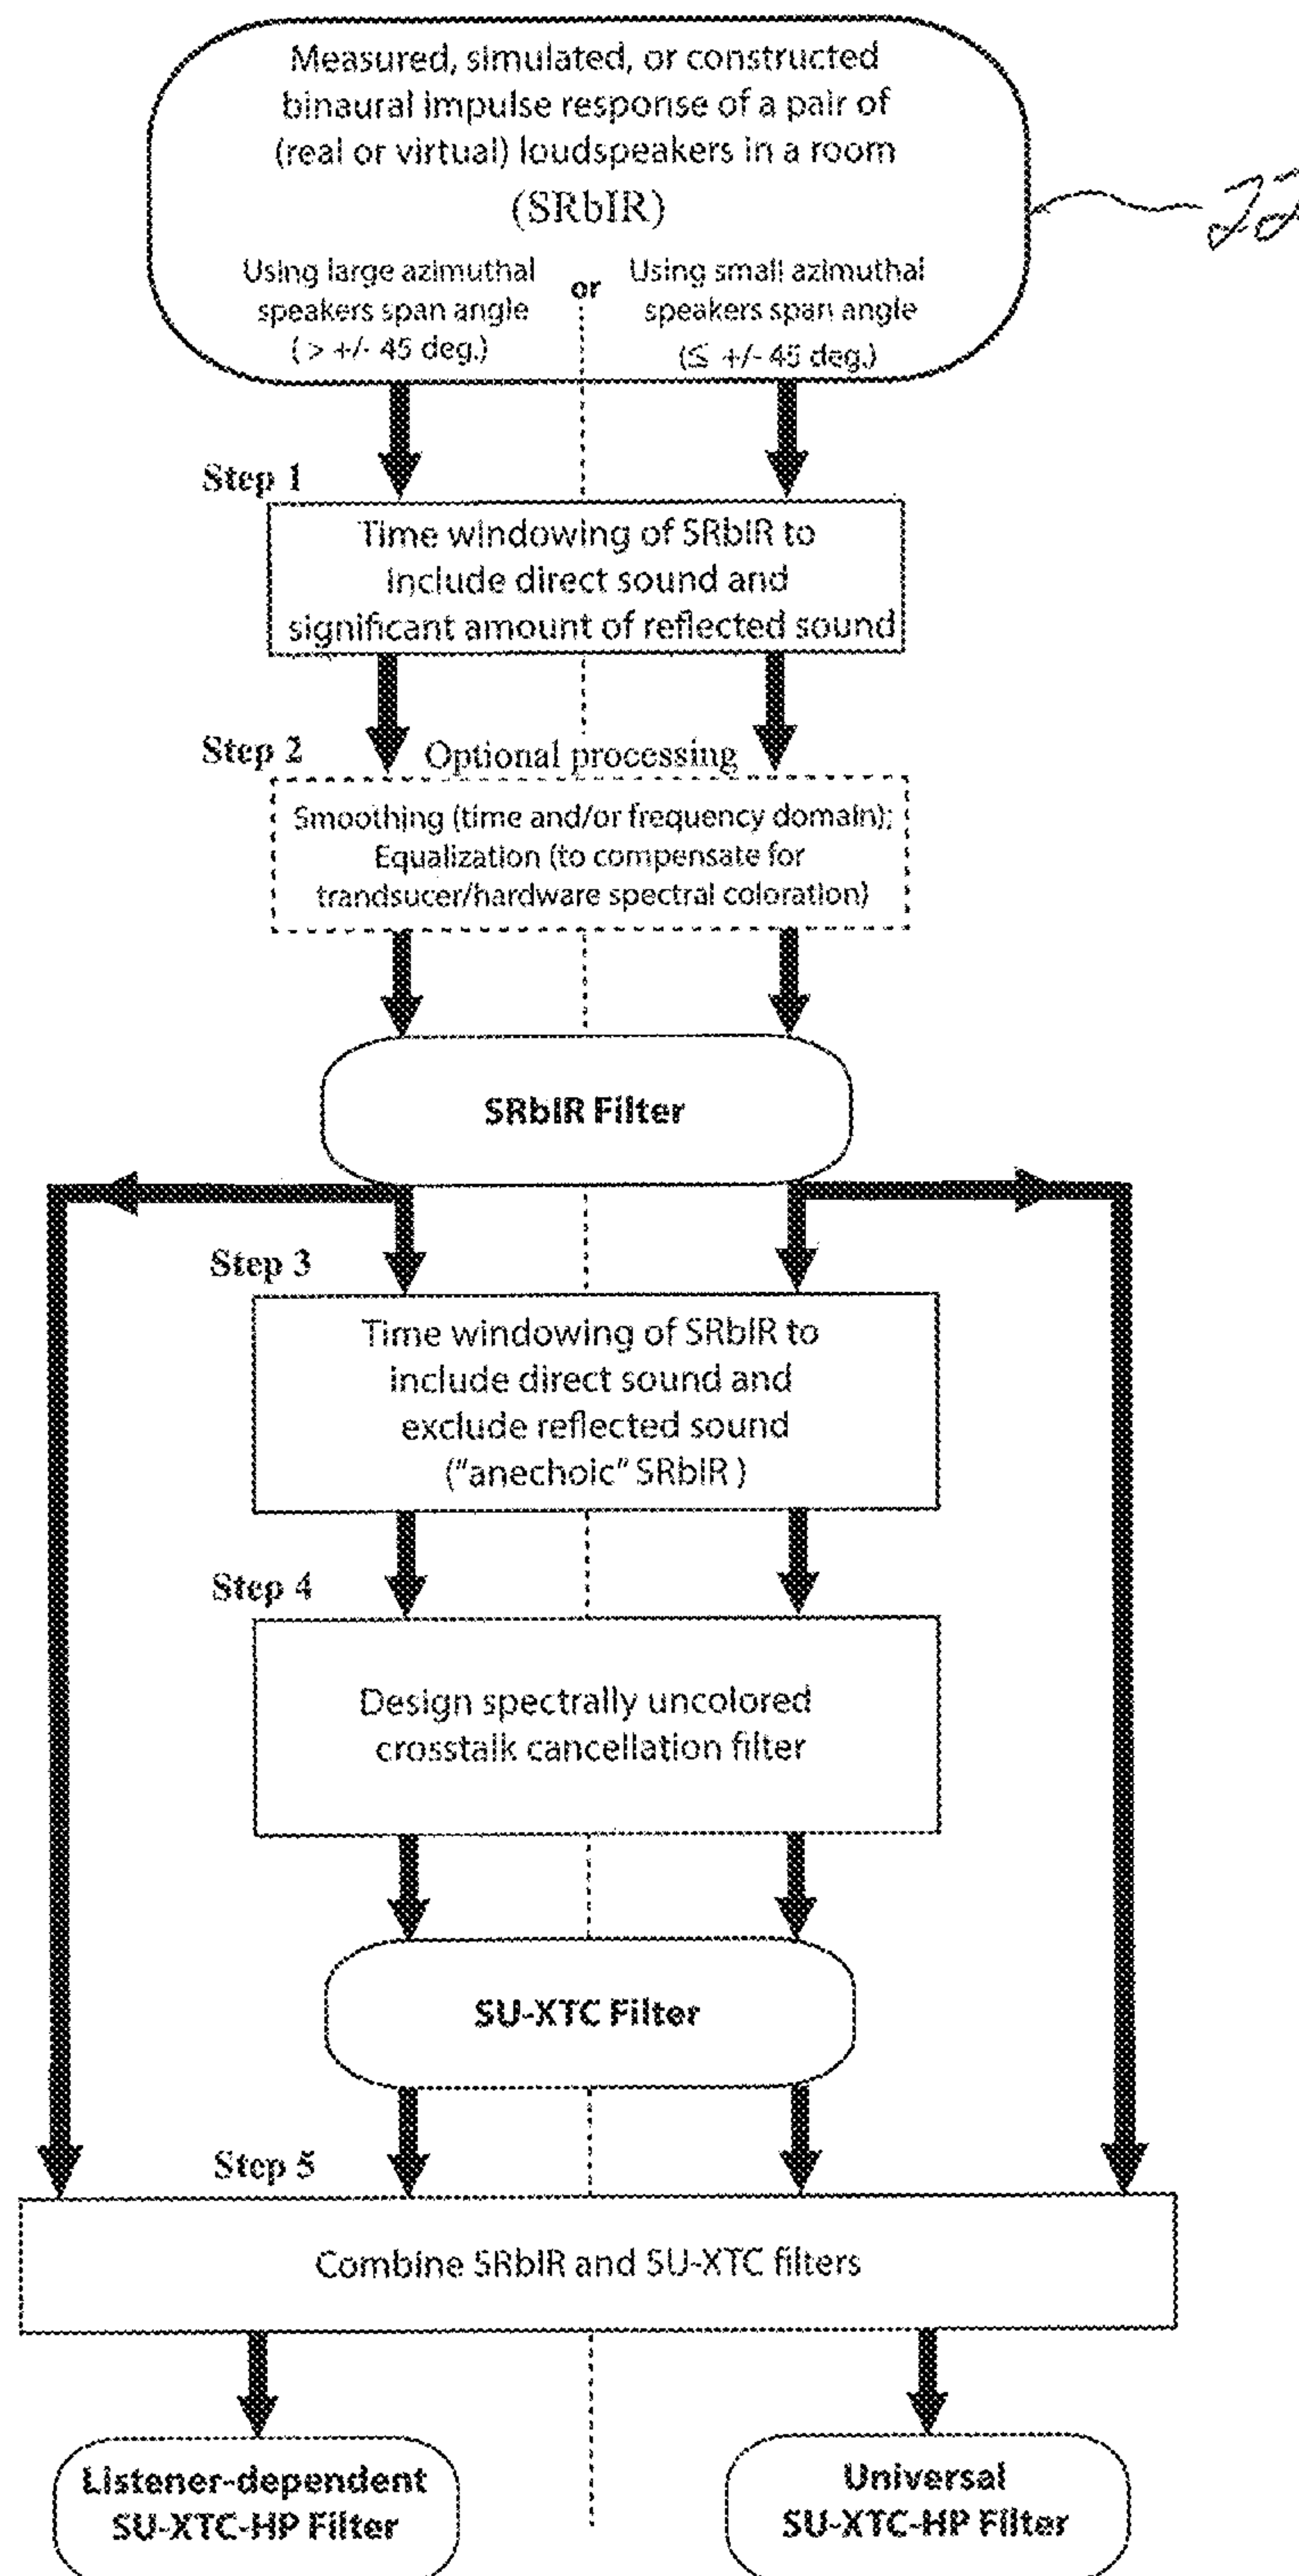 Measured, simulated, or constructed
binaural impulse response of a pair of
(real or virtual) loudspeakers in a room
(SRbIR)
Using large azimuthal
speakers span angle
( > +/- 45 deg.)
or
Using small azimuthal
speakers span angle
(≤ +/- 45 deg.)
22
Step 1
Time windowing of SRbIR to
include direct sound and
significant amount of reflected sound
Step 2
Optional processing
Smoothing (time and/or frequency domain);
Equalization (to compensate for
trandsucer/hardware spectral coloration)
SRbIR Filter
Step 3
Time windowing of SRbIR to
include direct sound and
exclude reflected sound
("anechoic" SRbIR )
Step 4
Design spectrally uncolored
crosstalk cancellation filter
SU-XTC Filter
Step 5
Combine SRbIR and SU-XTC filters
Listener-dependent
SU-XTC-HP Filter
Universal
SU-XTC-HP Filter